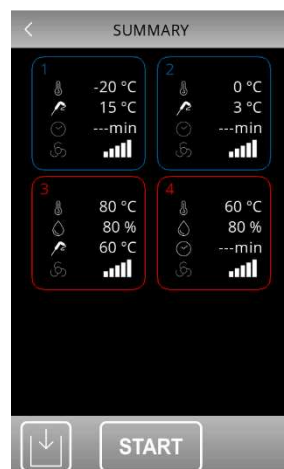 SUMMARY
1
-20 °C
15 °C
---min
2
0 °C
3 °C
---min
3
80 °C
80 %
60 °C
4
60 °C
80 %
---min
START